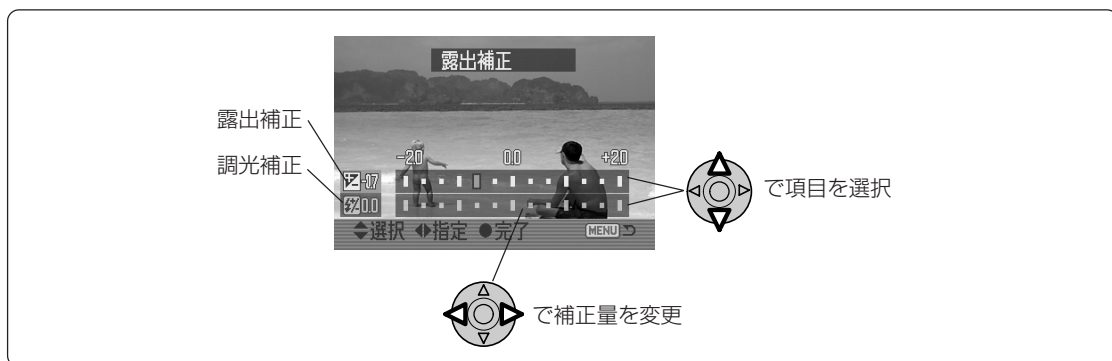 露出補正
露出補正
調光補正
-2.0 0.0 +2.0
-0.7
0.0
で項目を選択
選択 指定 完了 MENU
で補正量を変更